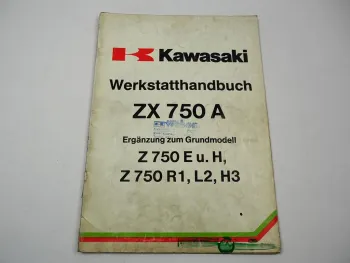 Kawasaki
Werkstatthandbuch
ZX 750 A
Ergänzung zum Grundmodell
Z 750 E u. H,
Z 750 R1, L2, H3